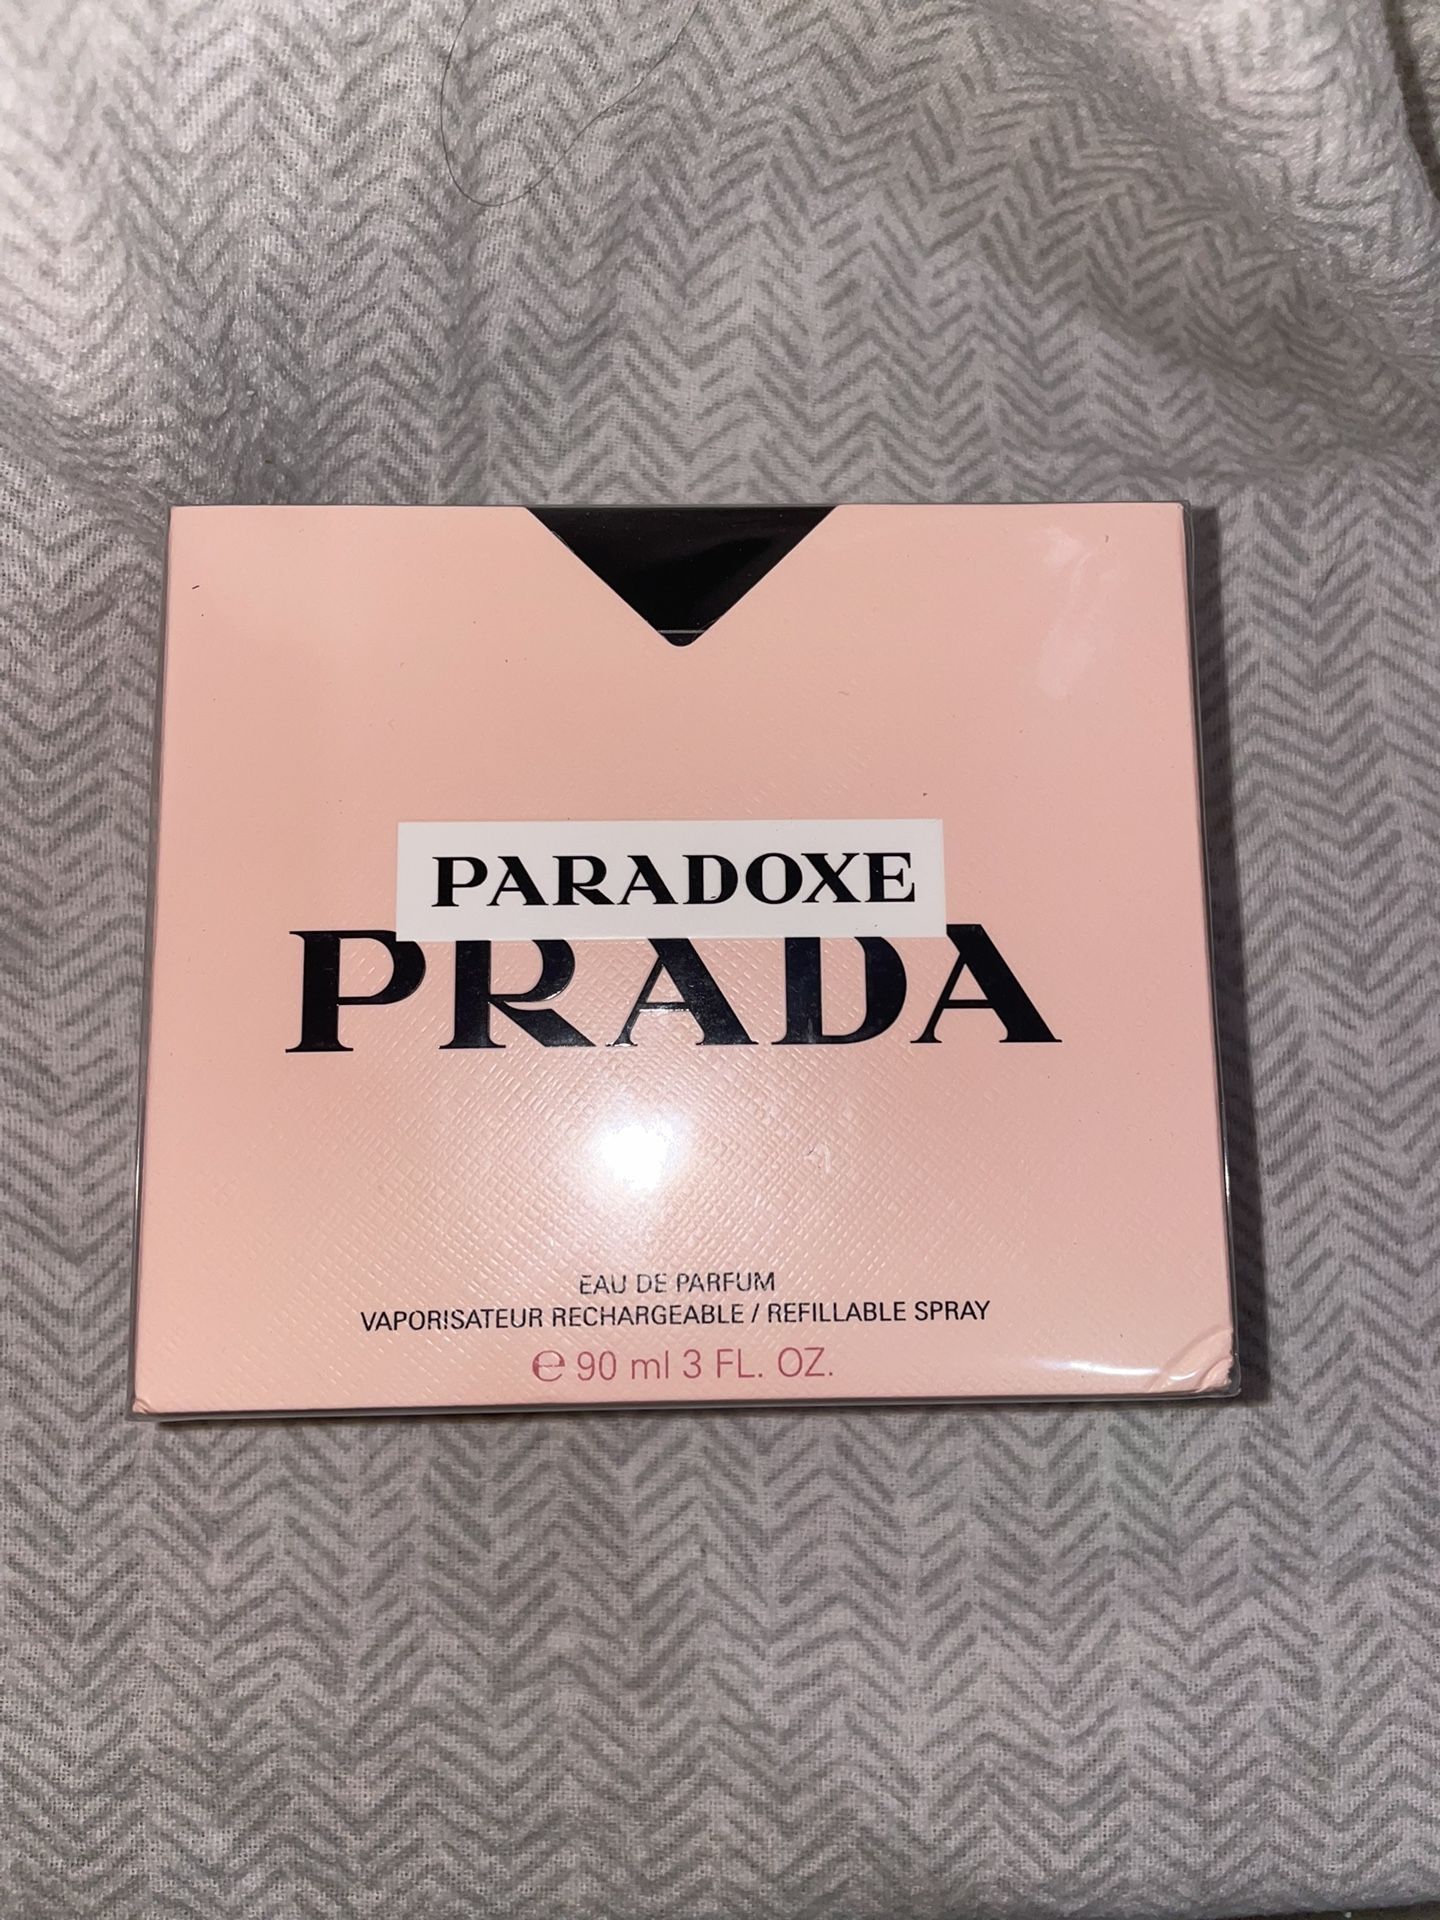 PARADOXE
PRADA
EAU DE PARFUM
VAPORISATEUR RECHARGEABLE / REFILLABLE SPRAY
℮ 90 ml 3 FL. OZ.